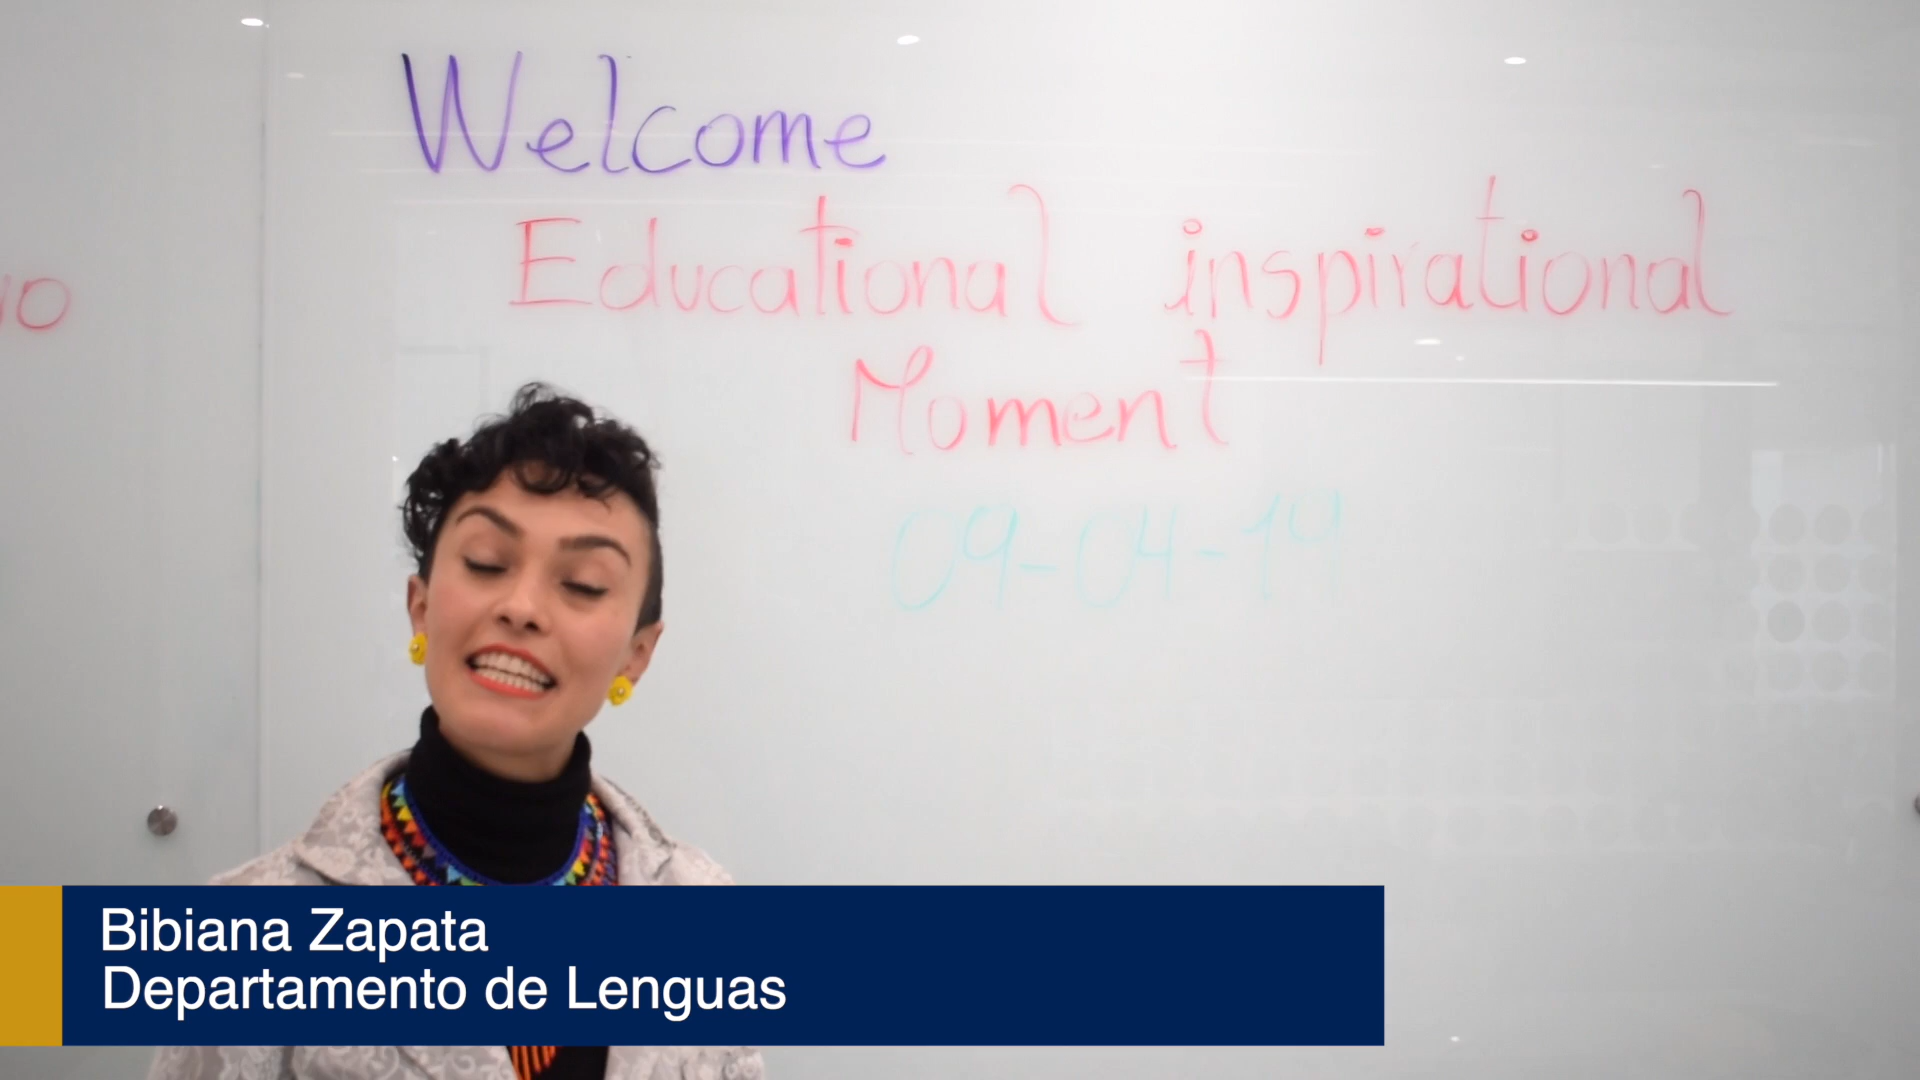 Welcome
Educational inspirational
Moment
09-04-19
Bibiana Zapata
Departamento de Lenguas